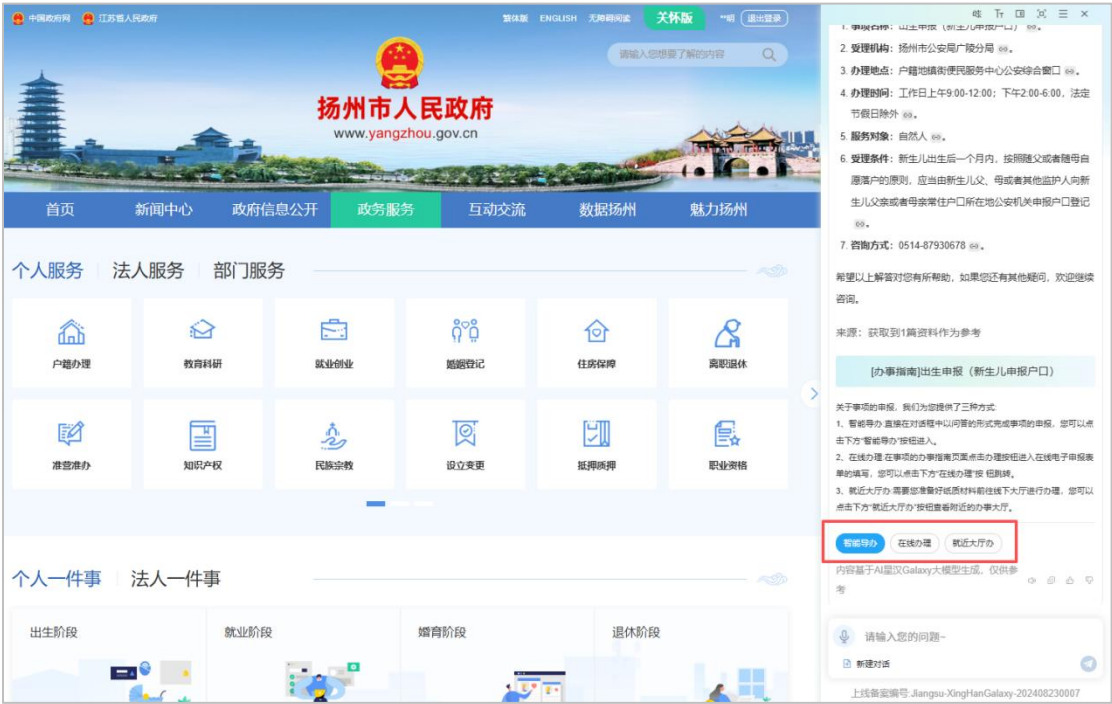 中国政府网 江苏省人民政府 繁体版 ENGLISH 无障碍阅读 关怀版 **明 退出登录
请输入您想要了解的内容
扬州市人民政府
www.yangzhou.gov.cn
首页 新闻中心 政府信息公开 政务服务 互动交流 数据扬州 魅力扬州
个人服务 法人服务 部门服务
户籍办理 教育科研 就业创业 婚姻登记 住房保障 离职退休
准营准办 知识产权 民族宗教 设立变更 抵押质押 职业资格
个人一件事 法人一件事
出生阶段 就业阶段 婚育阶段 退休阶段
1. 事项名称：出生申报（新生儿申报户口）。
2. 受理机构：扬州市公安局广陵分局。
3. 办理地点：户籍地镇街便民服务中心公安综合窗口。
4. 办理时间：工作日上午9:00-12:00；下午2:00-6:00，法定
节假日除外。
5. 服务对象：自然人。
6. 受理条件：新生儿出生后一个月内，按照随父或者随母自
愿落户的原则，应当由新生儿父、母或者其他监护人向新
生儿父亲或者母亲常住户口所在地公安机关申报户口登记
。
7. 咨询方式：0514-87930678。
希望以上解答对您有所帮助，如果您还有其他疑问，欢迎继续
咨询。
来源：获取到1篇资料作为参考
[办事指南]出生申报（新生儿申报户口）
关于事项的申报，我们为您提供了三种方式:
1、智能导办:直接在对话框中以问答的形式完成事项的申报，您可以点
击下方"智能导办"按钮进入。
2、在线办理:在事项的办事指南页面点击办理按钮进入在线电子申报表
单的填写，您可以点击下方"在线办理"按 钮跳转。
3、就近大厅办:需要您准备好纸质材料前往线下大厅进行办理，您可以
点击下方"就近大厅办"按钮查看附近的办事大厅。
智能导办 在线办理 就近大厅办
内容基于AI星汉Galaxy大模型生成，仅供参
考
请输入您的问题~
新建对话
上线备案编号:Jiangsu-XingHanGalaxy-202408230007